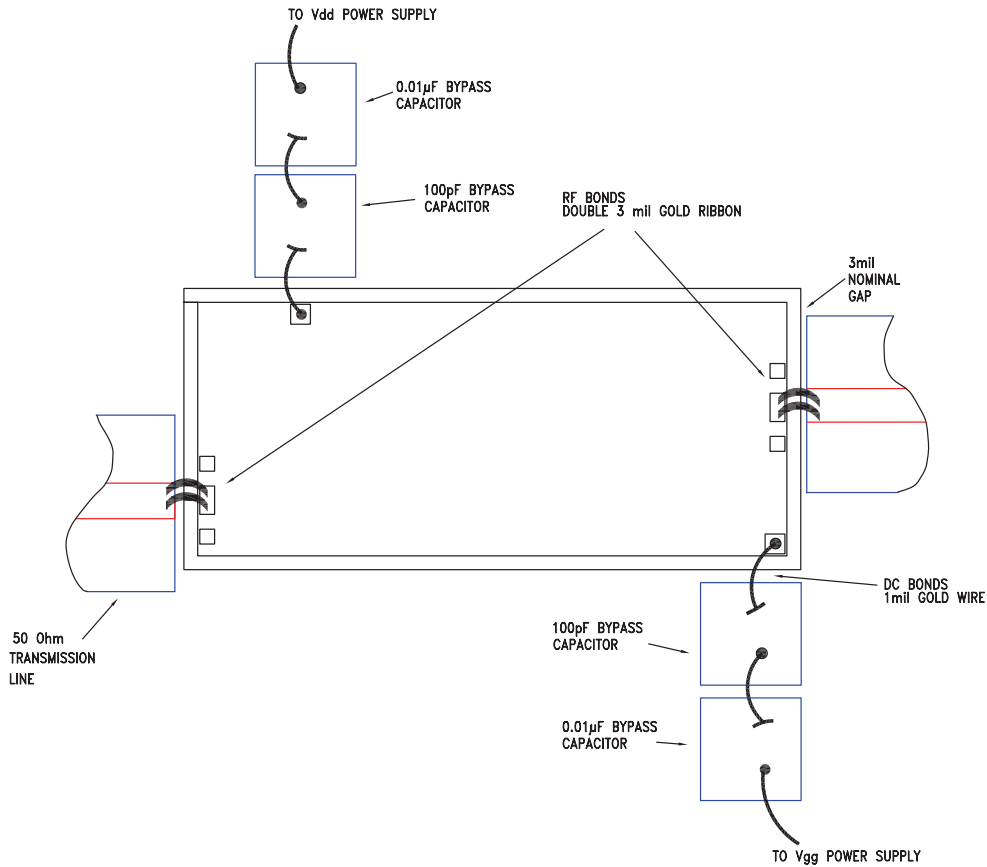 TO Vdd POWER SUPPLY
0.01µF BYPASS
CAPACITOR
100pF BYPASS
CAPACITOR
RF BONDS
DOUBLE 3 mil GOLD RIBBON
3mil
NOMINAL
GAP
DC BONDS
1mil GOLD WIRE
50 Ohm
TRANSMISSION
LINE
100pF BYPASS
CAPACITOR
0.01µF BYPASS
CAPACITOR
TO Vgg POWER SUPPLY